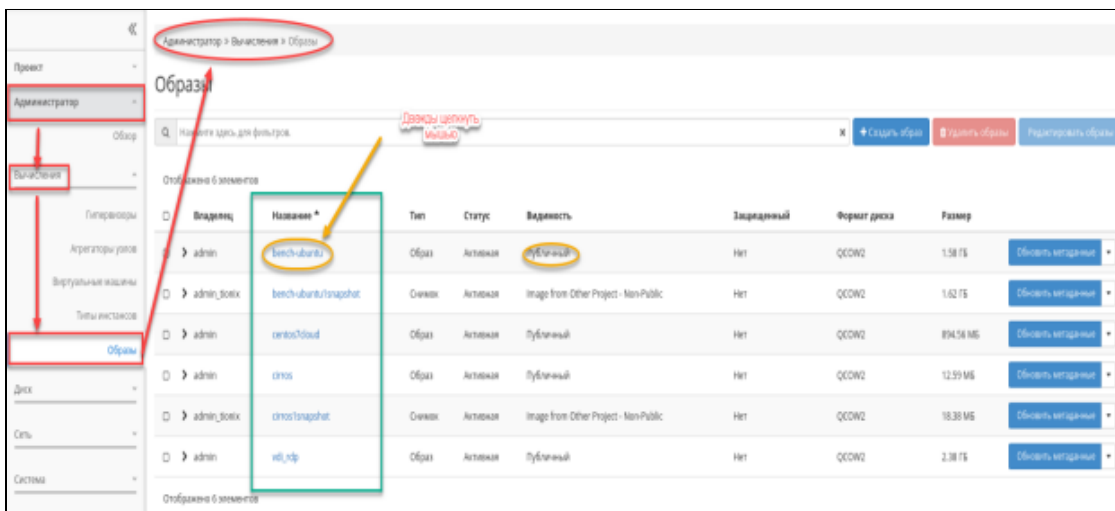 «
Администратор > Вычисления > Образы
Проект
Администратор
Обзор
Вычисления
Гипервизоры
Агрегаторы узлов
Виртуальные машины
Типы инстансов
Образы
Диск
Сеть
Система
Образы
Дважды щелкнуть
мышью
Нажмите здесь для фильтров.
x + Создать образ Удалить образы Редактировать образы
Отображено 6 элементов
Владелец Название Тип Статус Видимость Защищенный Формат диска Размер
admin bench-ubuntu Образ Активная Публичный Нет QCOW2 1.58 ГБ Обновить метаданные
admin_tionix bench-ubuntu1snapshot Снимок Активная Image from Other Project - Non-Public Нет QCOW2 1.62 ГБ Обновить метаданные
admin centos7cloud Образ Активная Публичный Нет QCOW2 894.56 МБ Обновить метаданные
admin cirros Образ Активная Публичный Нет QCOW2 12.59 МБ Обновить метаданные
admin_tionix cirros1snapshot Снимок Активная Image from Other Project - Non-Public Нет QCOW2 18.38 МБ Обновить метаданные
admin vdi_rdp Образ Активная Публичный Нет QCOW2 2.38 ГБ Обновить метаданные
Отображено 6 элементов